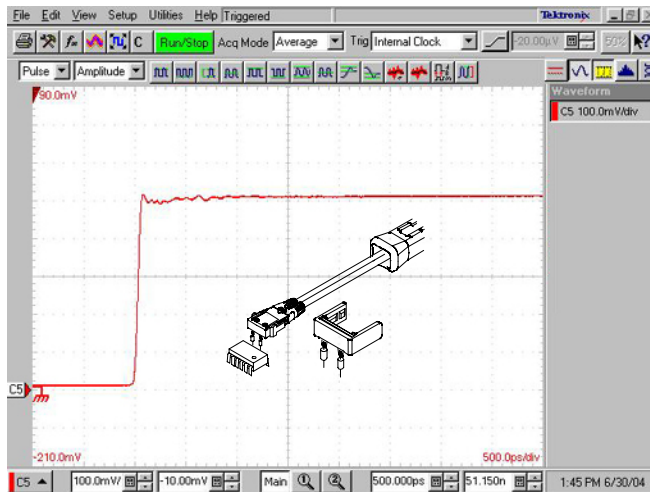 File Edit View Setup Utilities Help Triggered Tektronix
C Run/Stop Acq Mode Average Trig Internal Clock -20.00µV 50%
Pulse Amplitude
Waveform
90.0mV
C5 100.0mV/div
C5
-210.0mV
500.0ps/div
C5 100.0mV/ -10.00mV Main 1 2 500.000ps 51.150n 1:45 PM 6/30/04